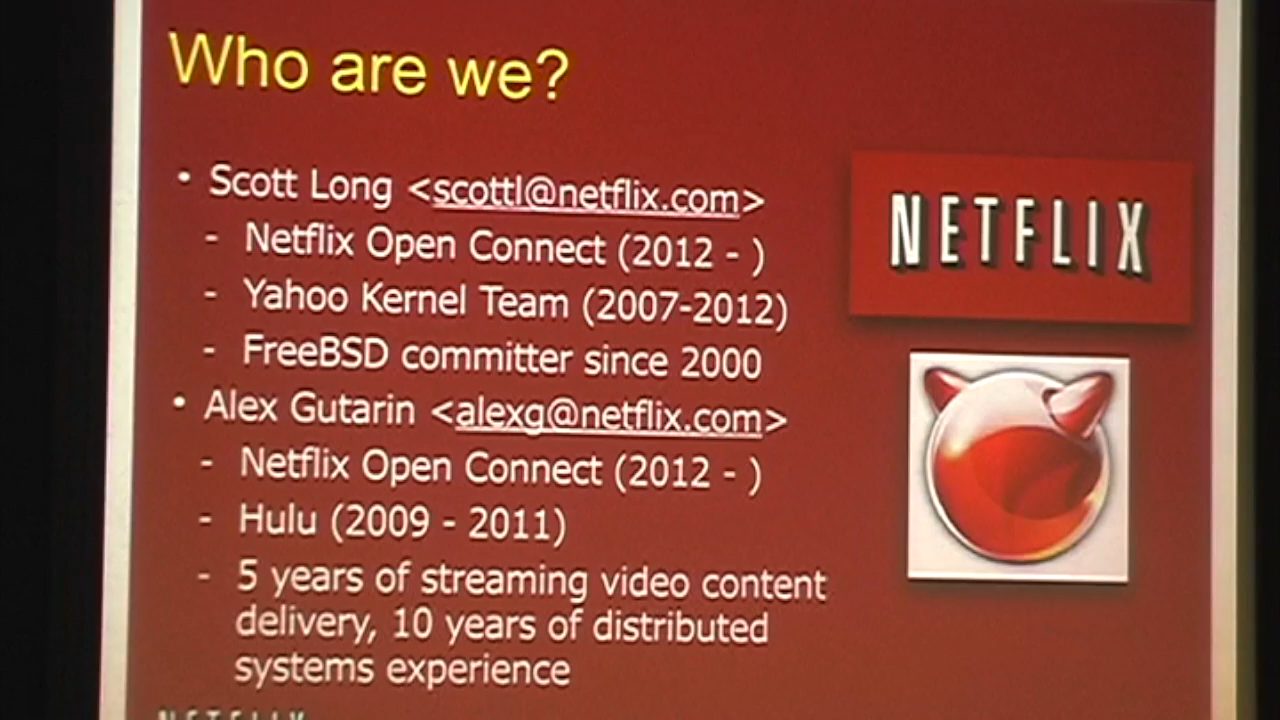 Who are we?
• Scott Long <scottl@netflix.com>
- Netflix Open Connect (2012 - )
- Yahoo Kernel Team (2007-2012)
- FreeBSD committer since 2000
• Alex Gutarin <alexg@netflix.com>
- Netflix Open Connect (2012 - )
- Hulu (2009 - 2011)
- 5 years of streaming video content
delivery, 10 years of distributed
systems experience
NETFLIX
NETFLIX